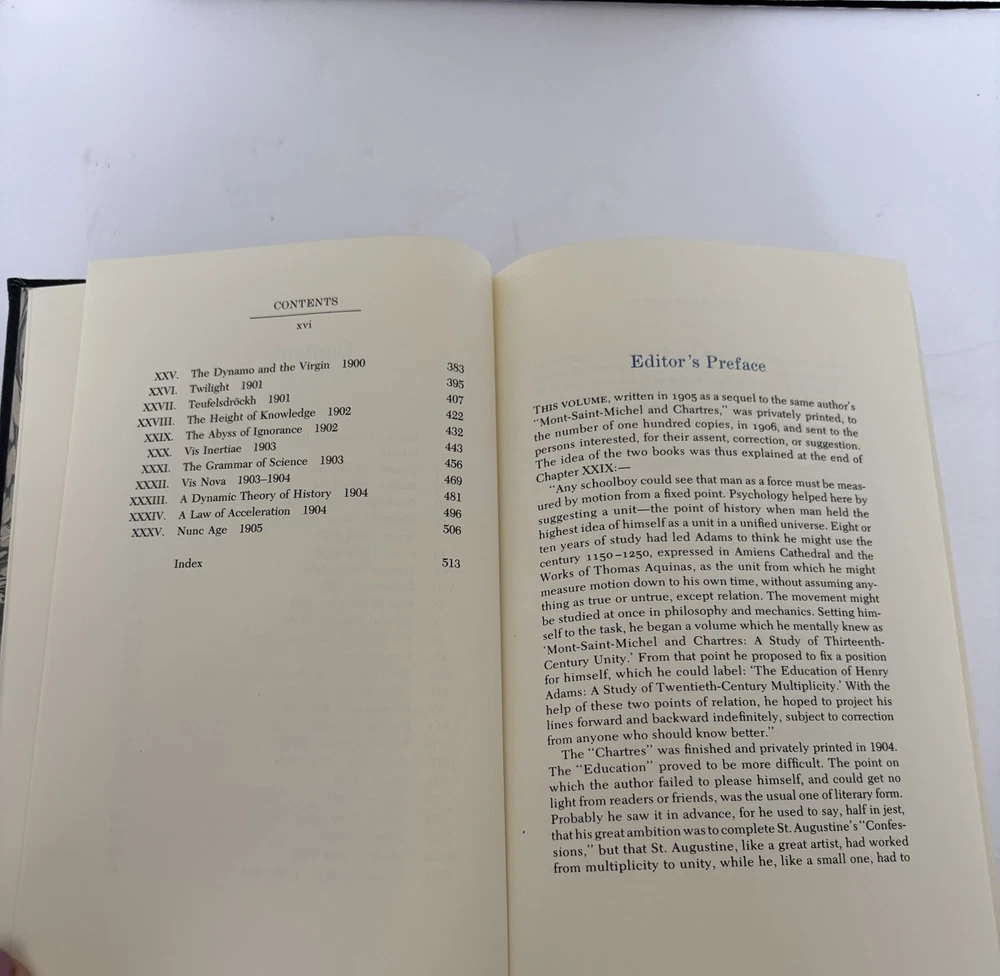 CONTENTS
xvi
XXV. The Dynamo and the Virgin 1900 383
XXVI. Twilight 1901 395
XXVII. Teufelsdröckh 1901 407
XXVIII. The Height of Knowledge 1902 422
XXIX. The Abyss of Ignorance 1902 432
XXX. Vis Inertiae 1903 443
XXXI. The Grammar of Science 1903 456
XXXII. Vis Nova 1903–1904 469
XXXIII. A Dynamic Theory of History 1904 481
XXXIV. A Law of Acceleration 1904 496
XXXV. Nunc Age 1905 506
Index 513
Editor's Preface
THIS VOLUME, written in 1905 as a sequel to the same author's
"Mont-Saint-Michel and Chartres," was privately printed, to
the number of one hundred copies, in 1906, and sent to the
persons interested, for their assent, correction, or suggestion.
The idea of the two books was thus explained at the end of
Chapter XXIX:—
"Any schoolboy could see that man as a force must be meas-
ured by motion from a fixed point. Psychology helped here by
suggesting a unit—the point of history when man held the
highest idea of himself as a unit in a unified universe. Eight or
ten years of study had led Adams to think he might use the
century 1150–1250, expressed in Amiens Cathedral and the
Works of Thomas Aquinas, as the unit from which he might
measure motion down to his own time, without assuming any-
thing as true or untrue, except relation. The movement might
be studied at once in philosophy and mechanics. Setting him-
self to the task, he began a volume which he mentally knew as
'Mont-Saint-Michel and Chartres: A Study of Thirteenth-
Century Unity.' From that point he proposed to fix a position
for himself, which he could label: 'The Education of Henry
Adams: A Study of Twentieth-Century Multiplicity.' With the
help of these two points of relation, he hoped to project his
lines forward and backward indefinitely, subject to correction
from anyone who should know better."
The "Chartres" was finished and privately printed in 1904.
The "Education" proved to be more difficult. The point on
which the author failed to please himself, and could get no
light from readers or friends, was the usual one of literary form.
Probably he saw it in advance, for he used to say, half in jest,
that his great ambition was to complete St. Augustine's "Confes-
sions," but that St. Augustine, like a great artist, had worked
from multiplicity to unity, while he, like a small one, had to